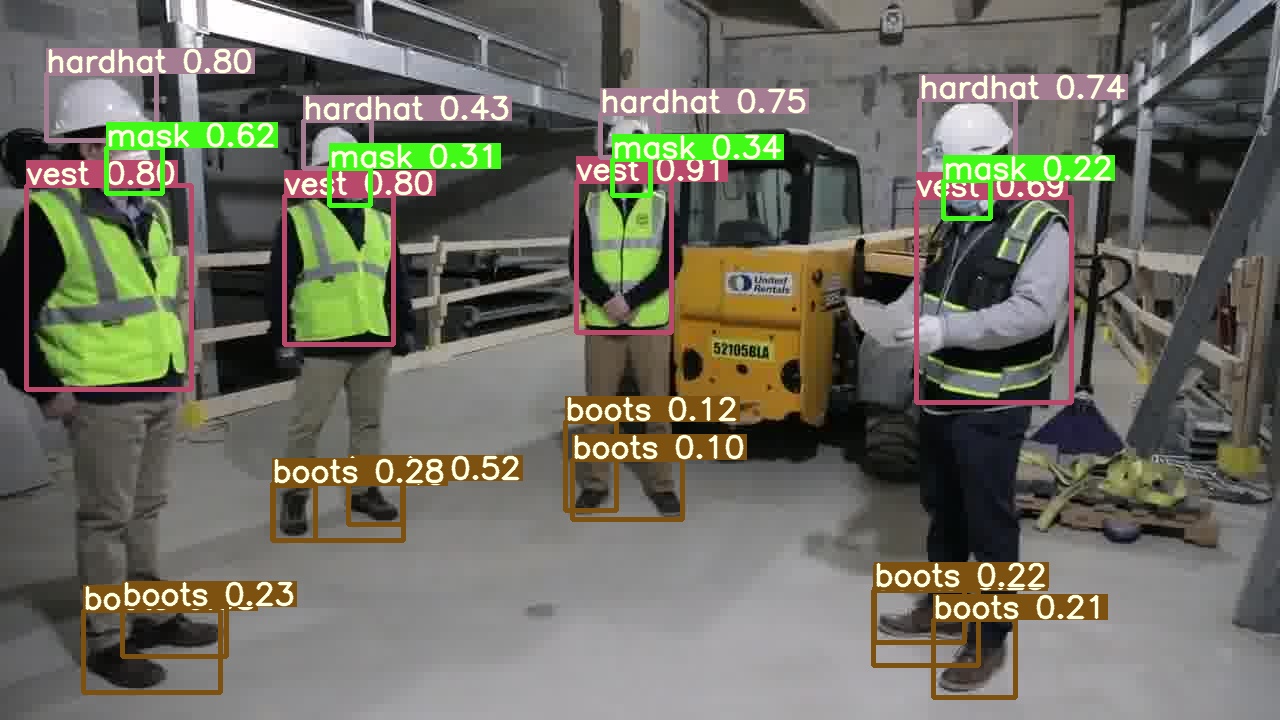 hardhat 0.80
hardhat 0.43
hardhat 0.75
hardhat 0.74
mask 0.62
mask 0.31
mask 0.34
mask 0.22
vest 0.80
vest 0.80
vest 0.91
vest 0.69
United
Rentals
52105BLA
boots 0.12
boots 0.10
boots 0.28
0.52
boots 0.23
boots 0.22
boots 0.21